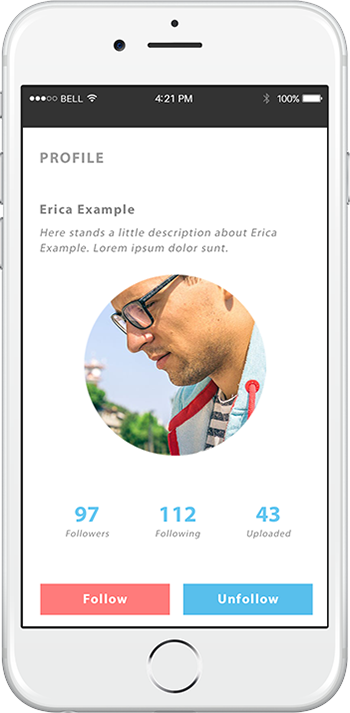 BELL 4:21 PM 100%
PROFILE
Erica Example
Here stands a little description about Erica
Example. Lorem ipsum dolor sunt.
97 112 43
Followers Following Uploaded
Follow Unfollow